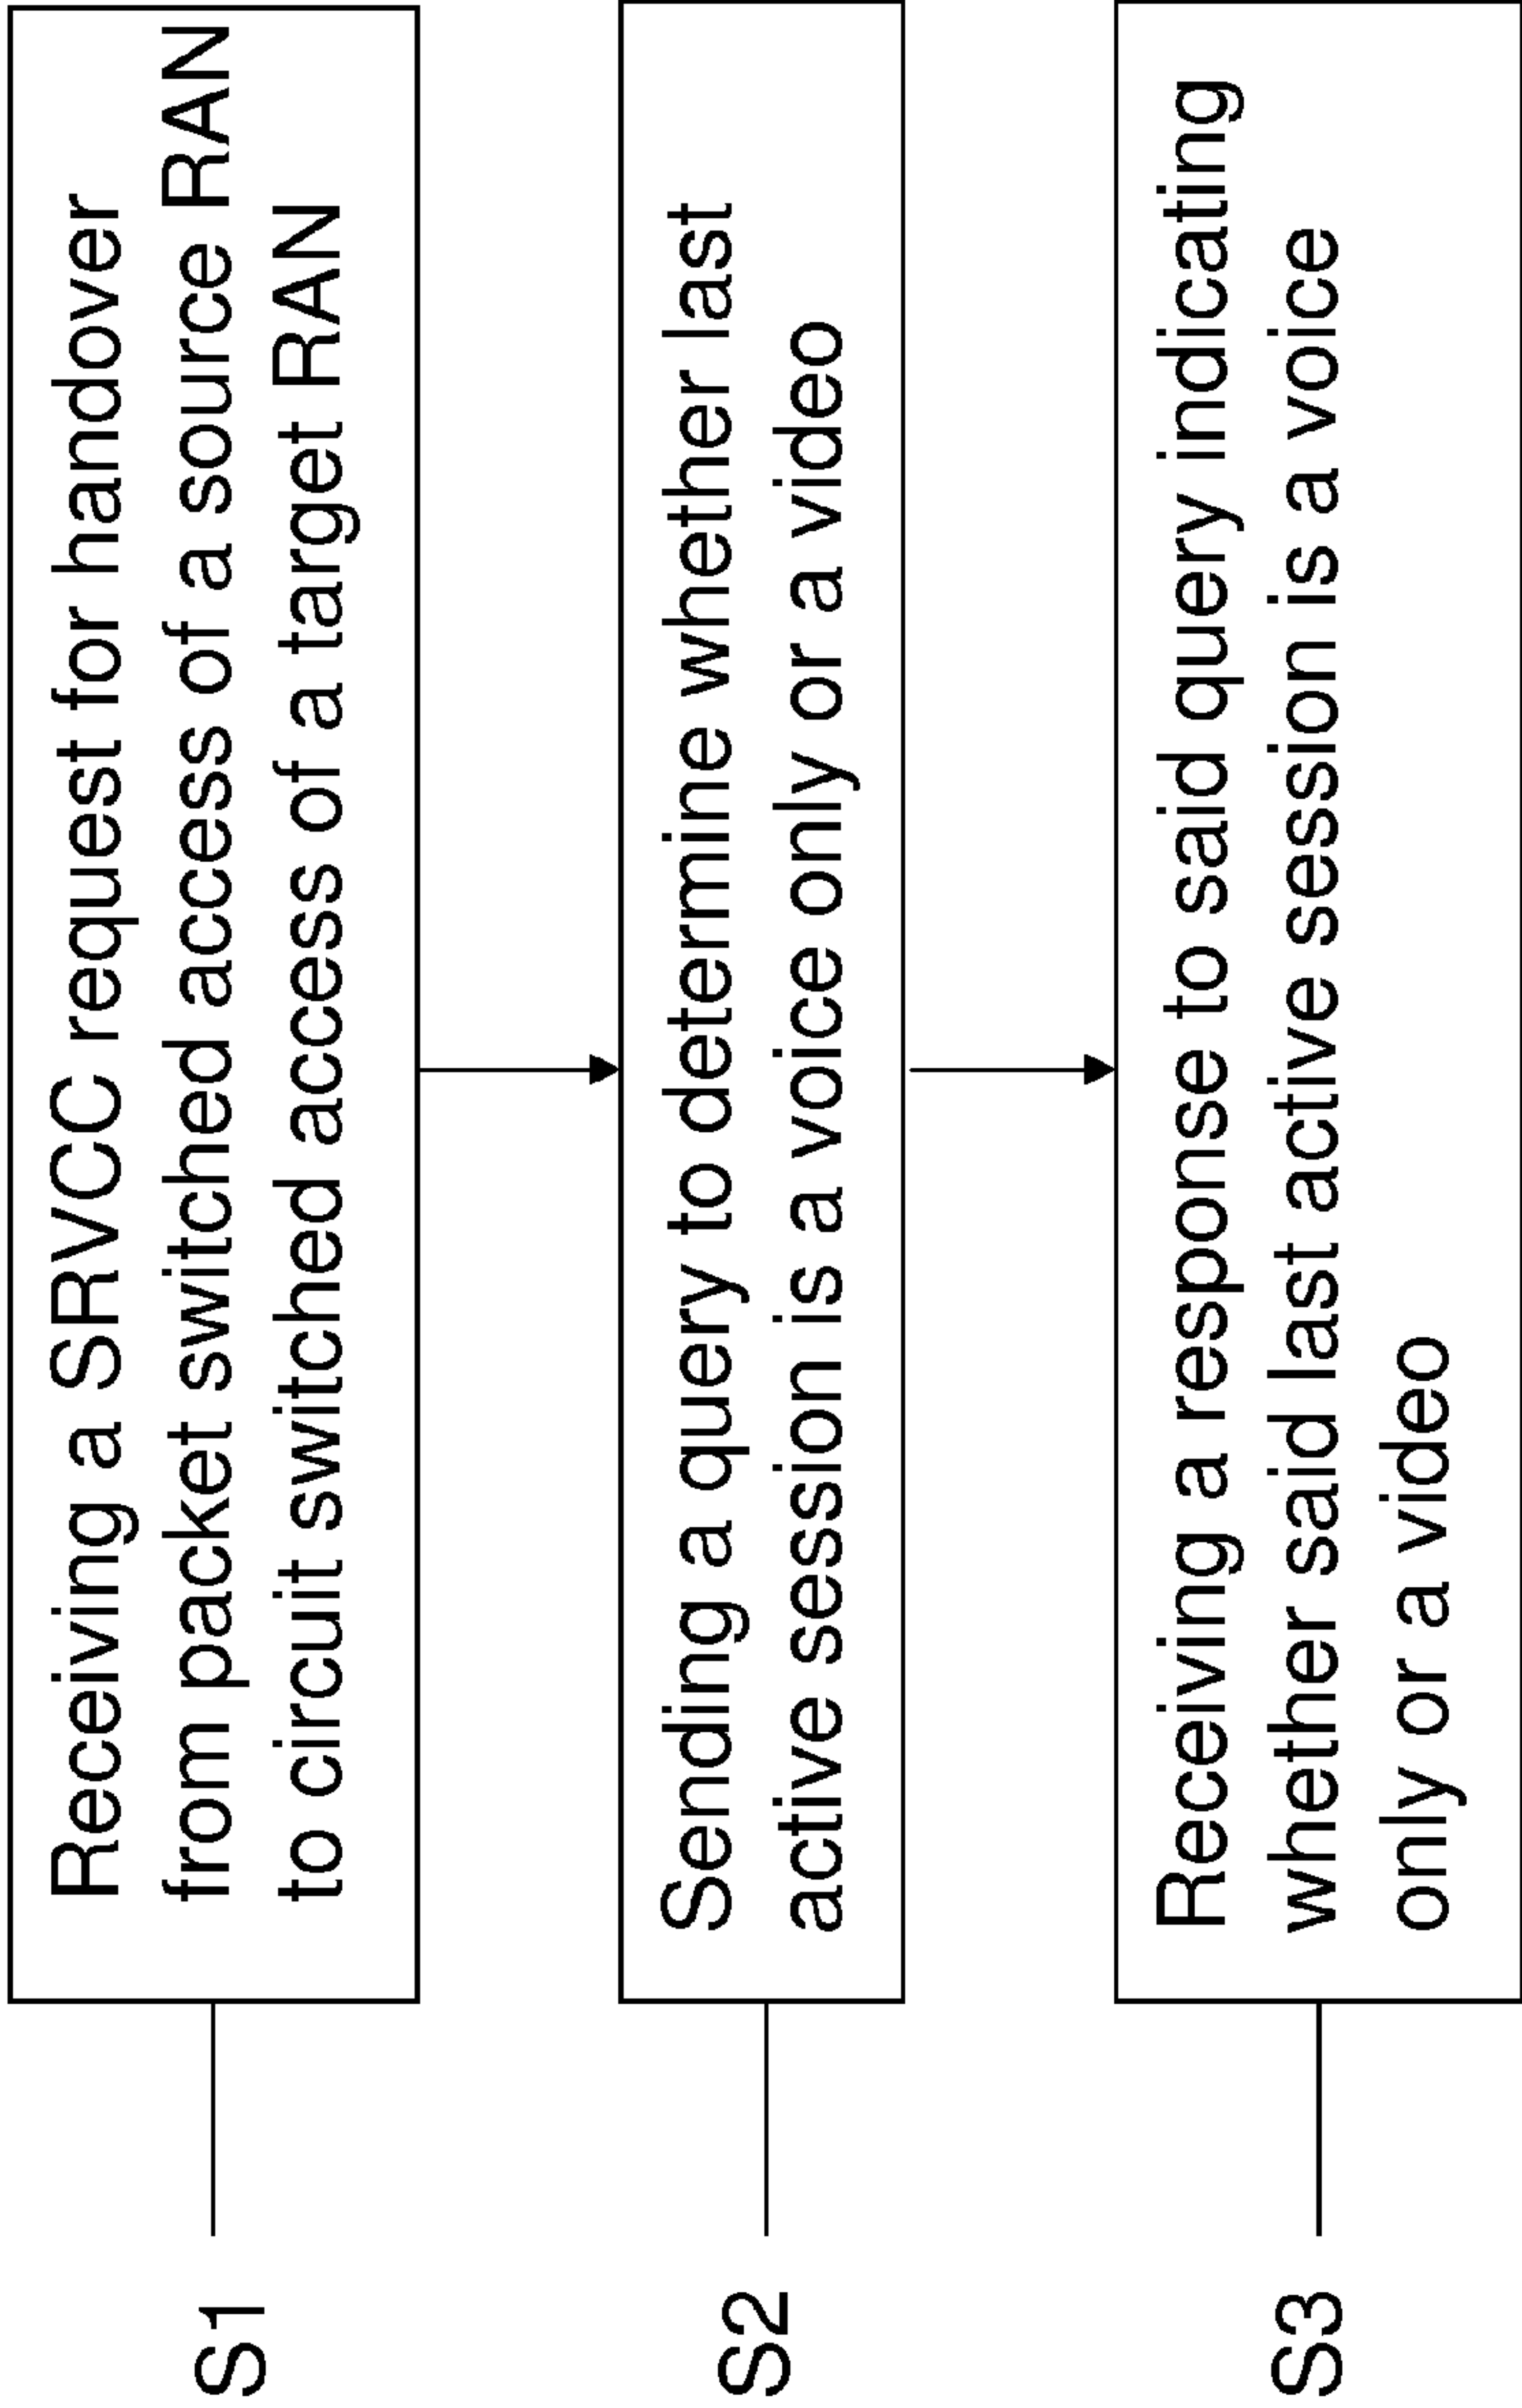 S1
Receiving a SRVCC request for handover
from packet switched access of a source RAN
to circuit switched access of a target RAN
S2
Sending a query to determine whether last
active session is a voice only or a video
S3
Receiving a response to said query indicating
whether said last active session is a voice
only or a video